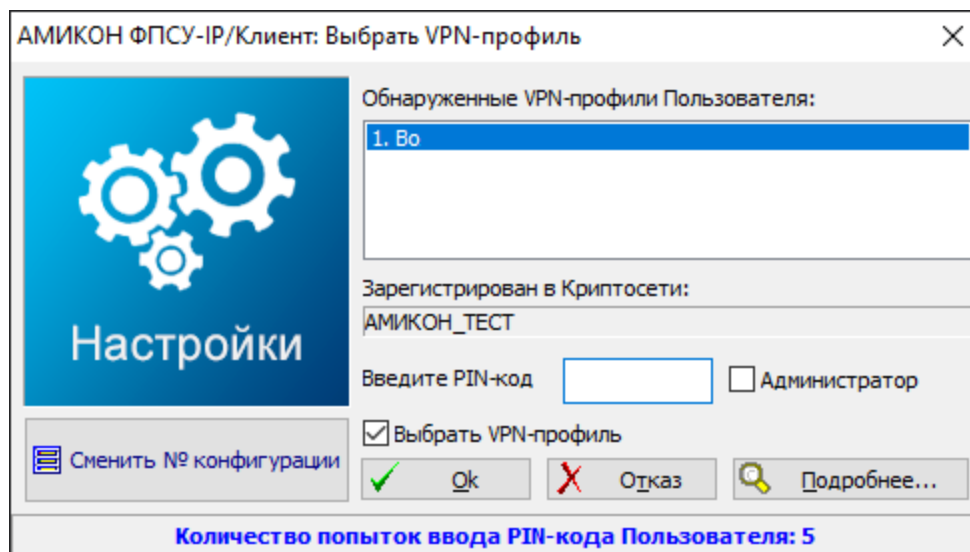 АМИКОН ФПСУ-IP/Клиент: Выбрать VPN-профиль
Настройки
Сменить № конфигурации
Обнаруженные VPN-профили Пользователя:
1. Во
Зарегистрирован в Криптосети:
АМИКОН_ТЕСТ
Введите PIN-код
Администратор
Выбрать VPN-профиль
Ok
Отказ
Подробнее...
Количество попыток ввода PIN-кода Пользователя: 5